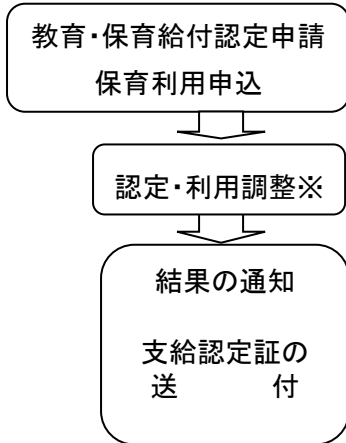 教育・保育給付認定申請
保育利用申込
認定・利用調整※
結果の通知
支給認定証の
送　　　付